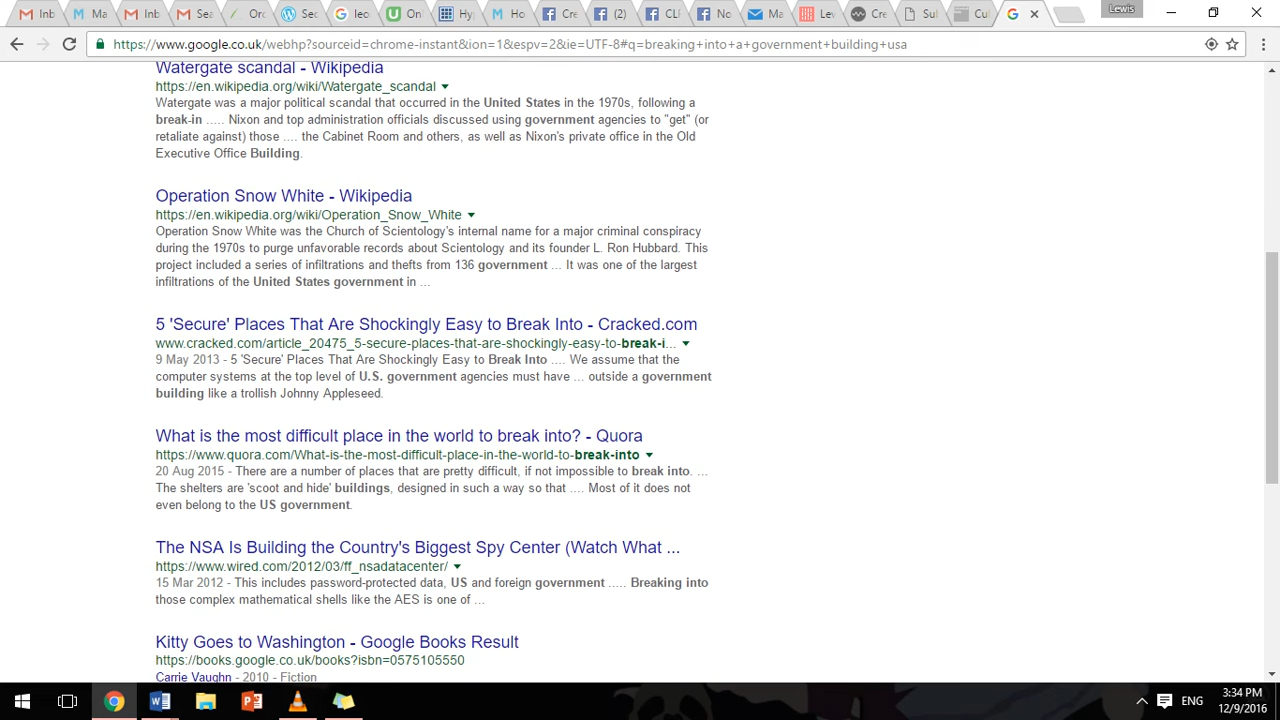 Inb
Ma
Inb
Sea
Orc
Sec
leo
On
Hyp
Ho
Cre
(2)
CLF
No
Ma
Lev
Cre
Sul
Cul
Lewis
https://www.google.co.uk/webhp?sourceid=chrome-instant&ion=1&espv=2&ie=UTF-8#q=breaking+into+a+government+building+usa
Watergate scandal - Wikipedia
https://en.wikipedia.org/wiki/Watergate_scandal
Watergate was a major political scandal that occurred in the United States in the 1970s, following a
break-in ..... Nixon and top administration officials discussed using government agencies to "get" (or
retaliate against) those .... the Cabinet Room and others, as well as Nixon's private office in the Old
Executive Office Building.
Operation Snow White - Wikipedia
https://en.wikipedia.org/wiki/Operation_Snow_White
Operation Snow White was the Church of Scientology's internal name for a major criminal conspiracy
during the 1970s to purge unfavorable records about Scientology and its founder L. Ron Hubbard. This
project included a series of infiltrations and thefts from 136 government ... It was one of the largest
infiltrations of the United States government in ...
5 'Secure' Places That Are Shockingly Easy to Break Into - Cracked.com
www.cracked.com/article_20475_5-secure-places-that-are-shockingly-easy-to-break-i...
9 May 2013 - 5 'Secure' Places That Are Shockingly Easy to Break Into .... We assume that the
computer systems at the top level of U.S. government agencies must have ... outside a government
building like a trollish Johnny Appleseed.
What is the most difficult place in the world to break into? - Quora
https://www.quora.com/What-is-the-most-difficult-place-in-the-world-to-break-into
20 Aug 2015 - There are a number of places that are pretty difficult, if not impossible to break into. ...
The shelters are 'scoot and hide' buildings, designed in such a way so that .... Most of it does not
even belong to the US government.
The NSA Is Building the Country's Biggest Spy Center (Watch What ...
https://www.wired.com/2012/03/ff_nsadatacenter/
15 Mar 2012 - This includes password-protected data, US and foreign government ..... Breaking into
those complex mathematical shells like the AES is one of ...
Kitty Goes to Washington - Google Books Result
https://books.google.co.uk/books?isbn=0575105550
Carrie Vaughn - 2010 - Fiction
ENG
3:34 PM
12/9/2016